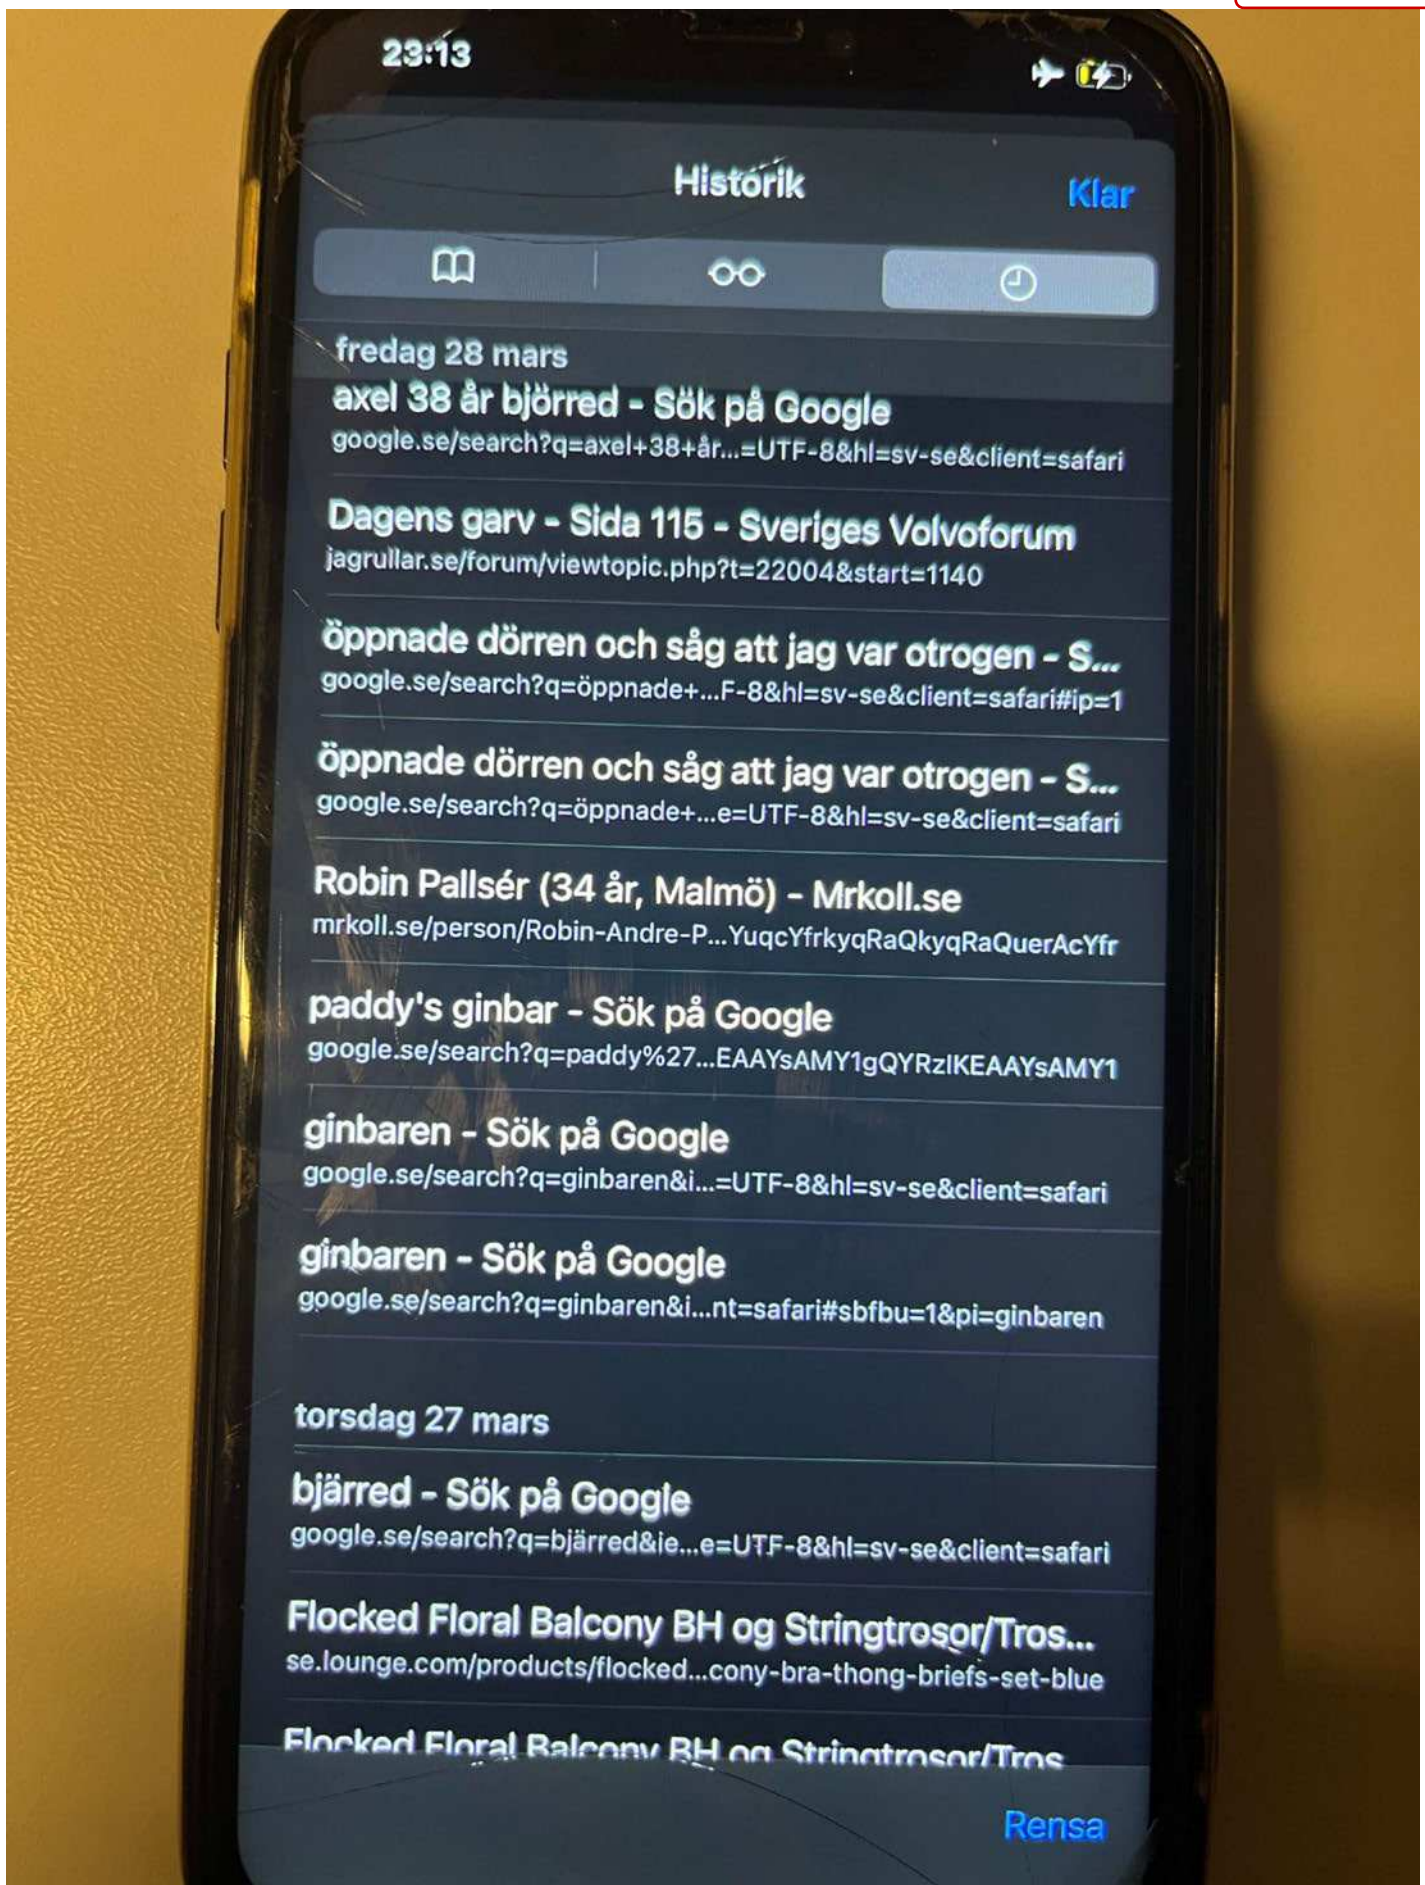 23:13
Historik
Klar
fredag 28 mars
axel 38 år björred - Sök på Google
google.se/search?q=axel+38+år...=UTF-8&hl=sv-se&client=safari
Dagens garv - Sida 115 - Sveriges Volvoforum
jagrullar.se/forum/viewtopic.php?t=22004&start=1140
öppnade dörren och såg att jag var otrogen - S...
google.se/search?q=öppnade+...F-8&hl=sv-se&client=safari#ip=1
öppnade dörren och såg att jag var otrogen - S...
google.se/search?q=öppnade+...e=UTF-8&hl=sv-se&client=safari
Robin Pallsér (34 år, Malmö) - Mrkoll.se
mrkoll.se/person/Robin-Andre-P...YuqcYfrkyqRaQkyqRaQuerAcYfr
paddy's ginbar - Sök på Google
google.se/search?q=paddy%27...EAAYsAMY1gQYRzIKEAAYsAMY1
ginbaren - Sök på Google
google.se/search?q=ginbaren&i...=UTF-8&hl=sv-se&client=safari
ginbaren - Sök på Google
google.se/search?q=ginbaren&i...nt=safari#sbfbu=1&pi=ginbaren
torsdag 27 mars
bjärred - Sök på Google
google.se/search?q=bjärred&ie...e=UTF-8&hl=sv-se&client=safari
Flocked Floral Balcony BH og Stringtrosor/Tros...
se.lounge.com/products/flocked...cony-bra-thong-briefs-set-blue
Flocked Floral Balcony BH og Stringtrosor/Tros
Rensa